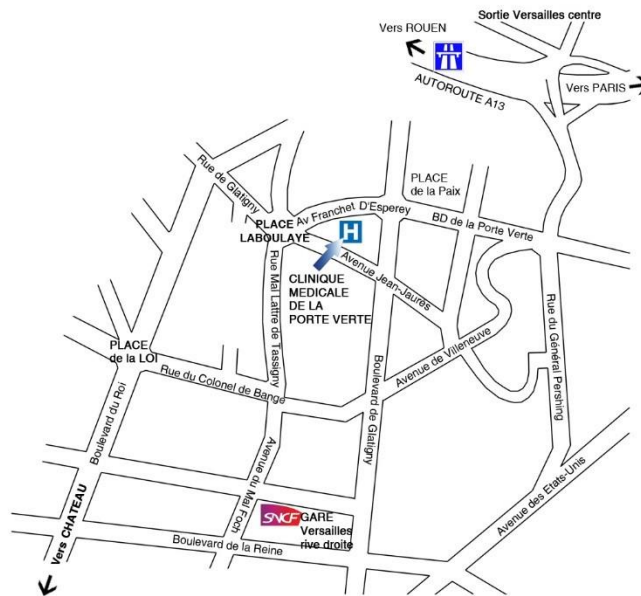 Sortie Versailles centre
Vers ROUEN
AUTOROUTE A13
Vers PARIS
Rue de Glatigny
PLACE
de la Paix
Av Franchet D'Esperey
BD de la Porte Verte
PLACE
LABOULAYE
H
Avenue Jean-Jaurès
CLINIQUE
MEDICALE
DE LA
PORTE VERTE
Rue Mal Lattre de Tassigny
PLACE
de la LOI
Rue du Colonel de Bange
Avenue de Villeneuve
Rue du Général Pershing
Boulevard du Roi
Boulevard de Glatigny
Avenue du Mal Foch
Avenue des Etats-Unis
SNCF
GARE
Versailles
rive droite
Boulevard de la Reine
Vers CHATEAU